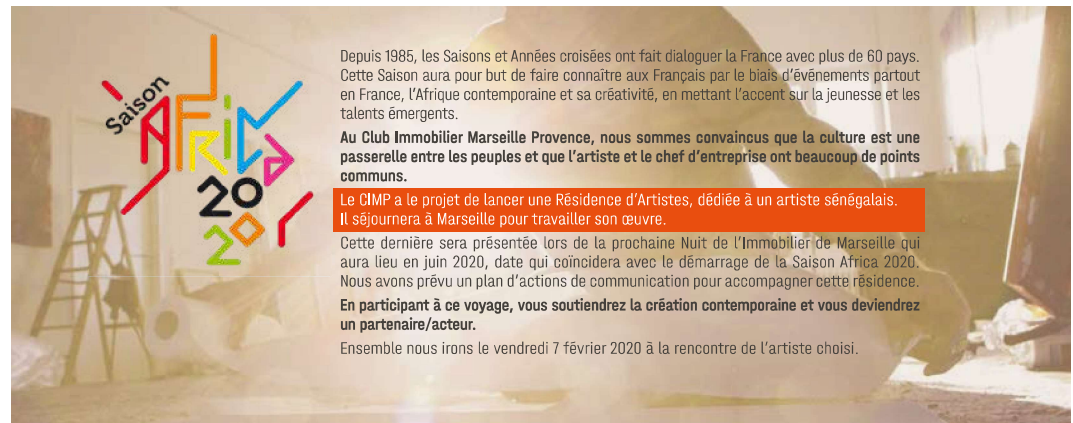 Saison
AFRICA
20
20
Depuis 1985, les Saisons et Années croisées ont fait dialoguer la France avec plus de 60 pays.
Cette Saison aura pour but de faire connaître aux Français par le biais d'événements partout
en France, l'Afrique contemporaine et sa créativité, en mettant l'accent sur la jeunesse et les
talents émergents.
Au Club Immobilier Marseille Provence, nous sommes convaincus que la culture est une
passerelle entre les peuples et que l'artiste et le chef d'entreprise ont beaucoup de points
communs.
Le CIMP a le projet de lancer une Résidence d'Artistes, dédiée à un artiste sénégalais.
Il séjournera à Marseille pour travailler son œuvre.
Cette dernière sera présentée lors de la prochaine Nuit de l'Immobilier de Marseille qui
aura lieu en juin 2020, date qui coïncidera avec le démarrage de la Saison Africa 2020.
Nous avons prévu un plan d'actions de communication pour accompagner cette résidence.
En participant à ce voyage, vous soutiendrez la création contemporaine et vous deviendrez
un partenaire/acteur.
Ensemble nous irons le vendredi 7 février 2020 à la rencontre de l'artiste choisi.